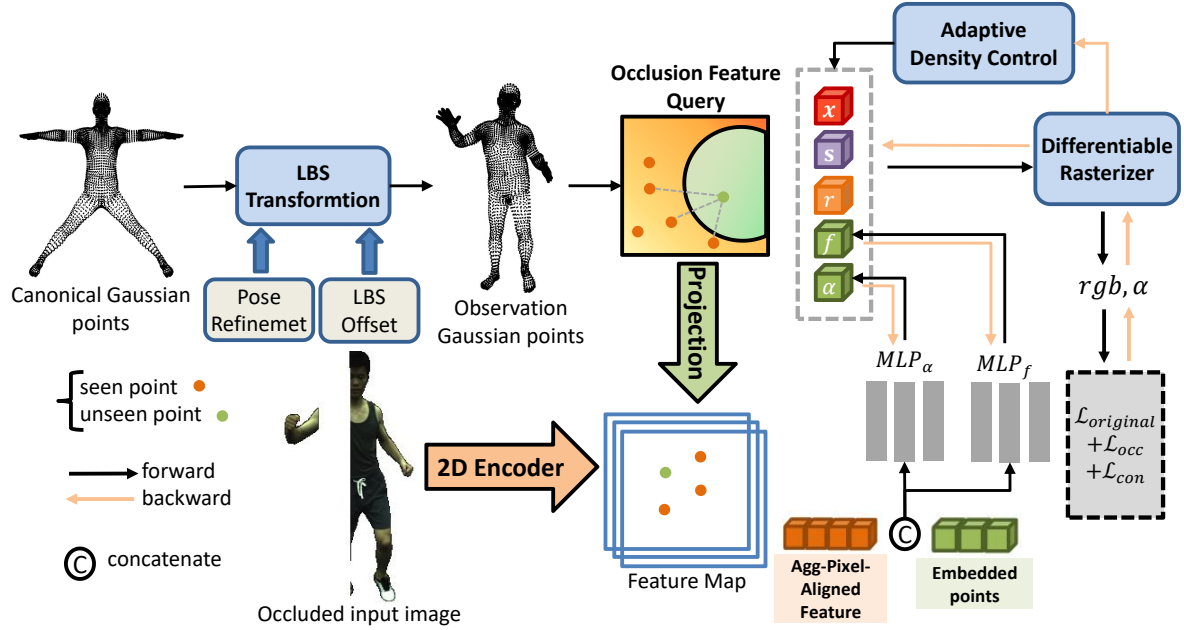 Adaptive
Density Control
Occlusion Feature
Query
x
s
r
f
α
Differentiable
Rasterizer
LBS
Transformtion
Canonical Gaussian
points
Pose
Refinemet
LBS
Offset
Observation
Gaussian points
Projection
rgb, α
MLP_α
MLP_f
seen point
unseen point
forward
backward
C concatenate
2D Encoder
ℒ_original
+ℒ_occ
+ℒ_con
C
Agg-Pixel-
Aligned
Feature
Embedded
points
Feature Map
Occluded input image